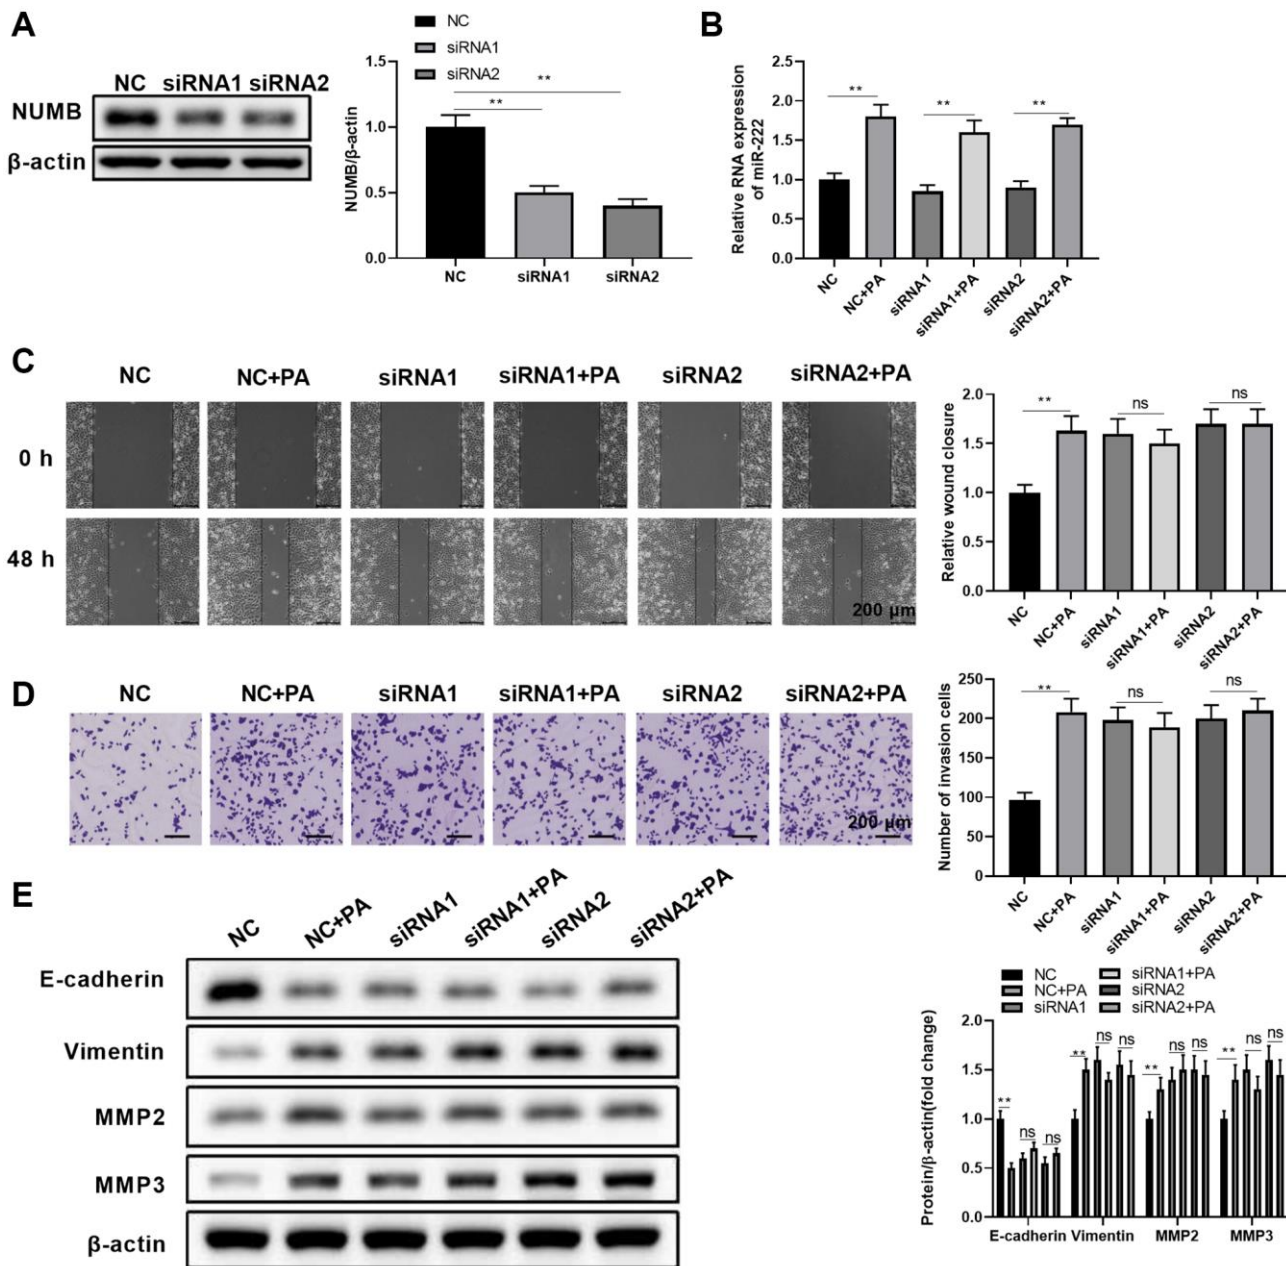 A
NC siRNA1 siRNA2
NUMB
β-actin
NC
siRNA1
siRNA2
NUMB/β-actin
1.5
1.0
0.5
0.0
**
**
NC siRNA1 siRNA2
B
Relative RNA expression
of miR-222
2.5
2.0
1.5
1.0
0.5
0.0
** ** **
NC NC+PA siRNA1 siRNA1+PA siRNA2 siRNA2+PA
C
NC NC+PA siRNA1 siRNA1+PA siRNA2 siRNA2+PA
0 h
48 h
200 μm
Relative wound closure
2.0
1.5
1.0
0.5
0.0
** ns ns
NC NC+PA siRNA1 siRNA1+PA siRNA2 siRNA2+PA
D
NC NC+PA siRNA1 siRNA1+PA siRNA2 siRNA2+PA
200 μm
Number of invasion cells
250
200
150
100
50
0
** ns ns
NC NC+PA siRNA1 siRNA1+PA siRNA2 siRNA2+PA
E
NC NC+PA siRNA1 siRNA1+PA siRNA2 siRNA2+PA
E-cadherin
Vimentin
MMP2
MMP3
β-actin
NC siRNA1+PA
NC+PA siRNA2
siRNA1 siRNA2+PA
Protein/β-actin(fold change)
2.0
1.5
1.0
0.5
0.0
** ns ns ** ns ns ** ns ns ** ns ns
E-cadherin Vimentin MMP2 MMP3